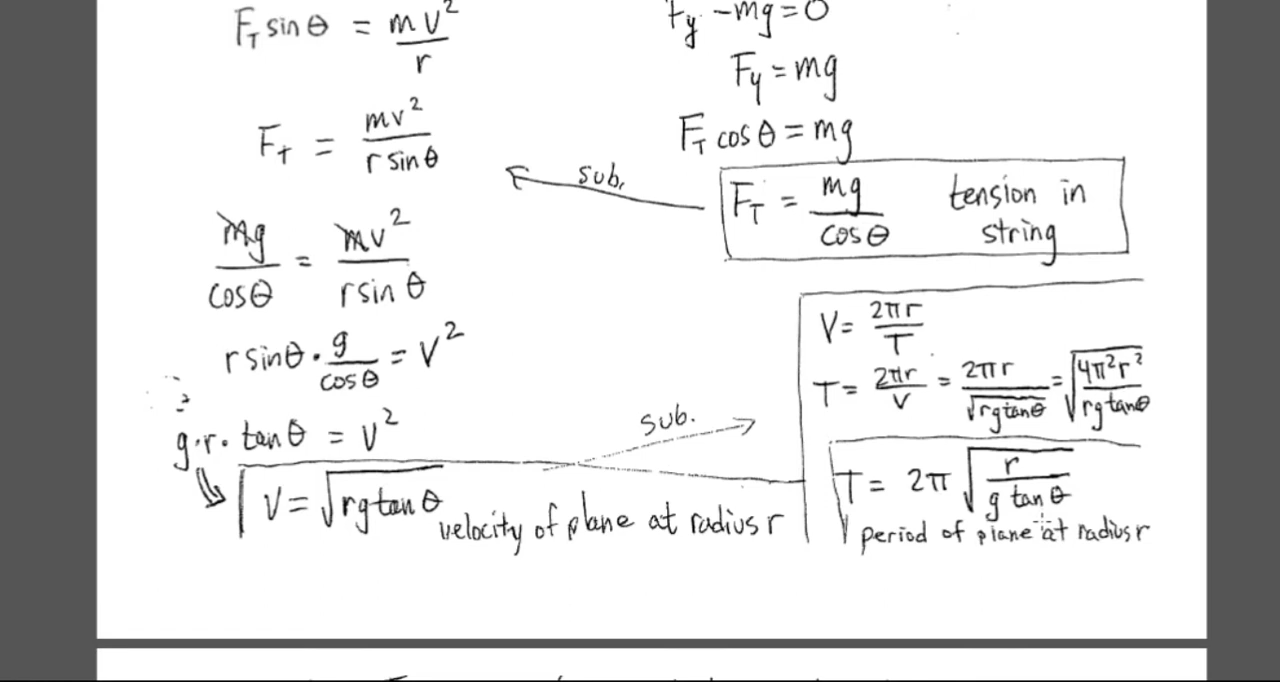 F_T sin θ = mv²/r
F_T = mv²/(r sin θ)
mg/cos θ = mv²/(r sin θ)
r sin θ · g/cos θ = v²
g·r· tan θ = v²
V = √(rg tan θ)
velocity of plane at radius r
F_y - mg = 0
F_y = mg
F_T cos θ = mg
sub.
F_T = mg/cos θ tension in
string
sub.
V = 2πr/T
T = 2πr/v = 2πr/√(rg tan θ) = √(4π²r²/(rg tan θ))
T = 2π √(r/(g tan θ))
period of plane at radius r